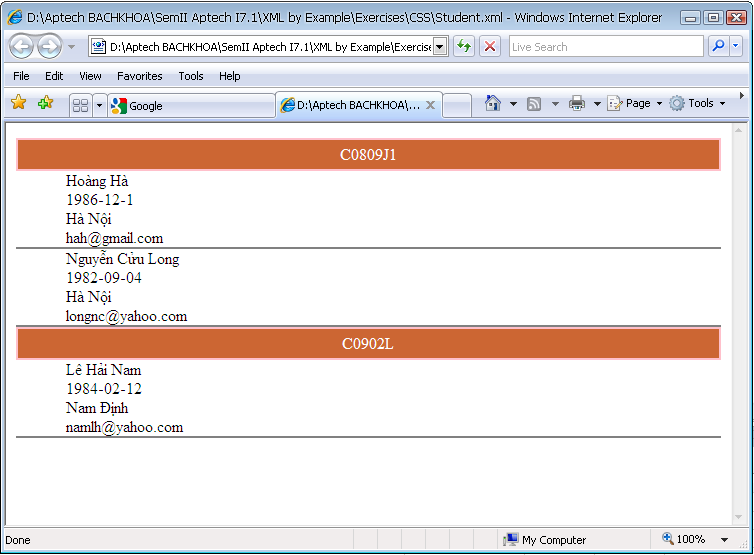 D:\Aptech BACHKHOA\SemII Aptech I7.1\XML by Example\Exercises\CSS\Student.xml - Windows Internet Explorer
D:\Aptech BACHKHOA\SemII Aptech I7.1\XML by Example\Exercise
Live Search
File Edit View Favorites Tools Help
Google
D:\Aptech BACHKHOA\...
Page
Tools
C0809J1
Hoàng Hà
1986-12-1
Hà Nội
hah@gmail.com
Nguyễn Cửu Long
1982-09-04
Hà Nội
longnc@yahoo.com
C0902L
Lê Hải Nam
1984-02-12
Nam Định
namlh@yahoo.com
Done
My Computer
100%